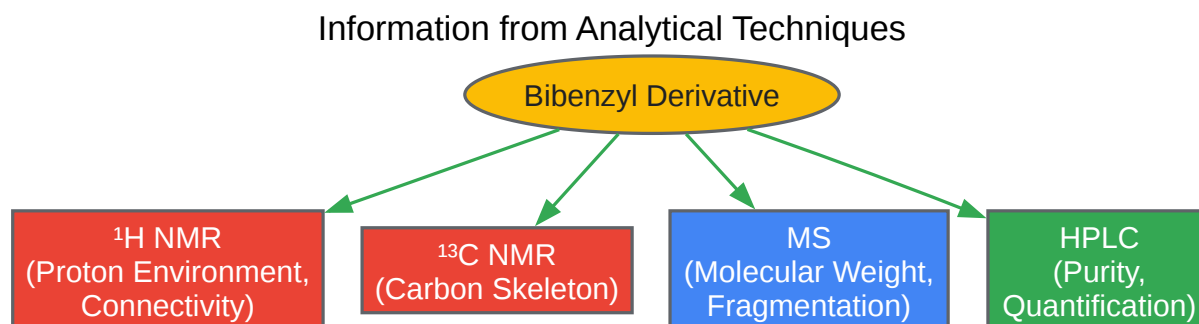 Information from Analytical Techniques
Bibenzyl Derivative
¹H NMR
(Proton Environment,
Connectivity)
¹³C NMR
(Carbon Skeleton)
MS
(Molecular Weight,
Fragmentation)
HPLC
(Purity,
Quantification)